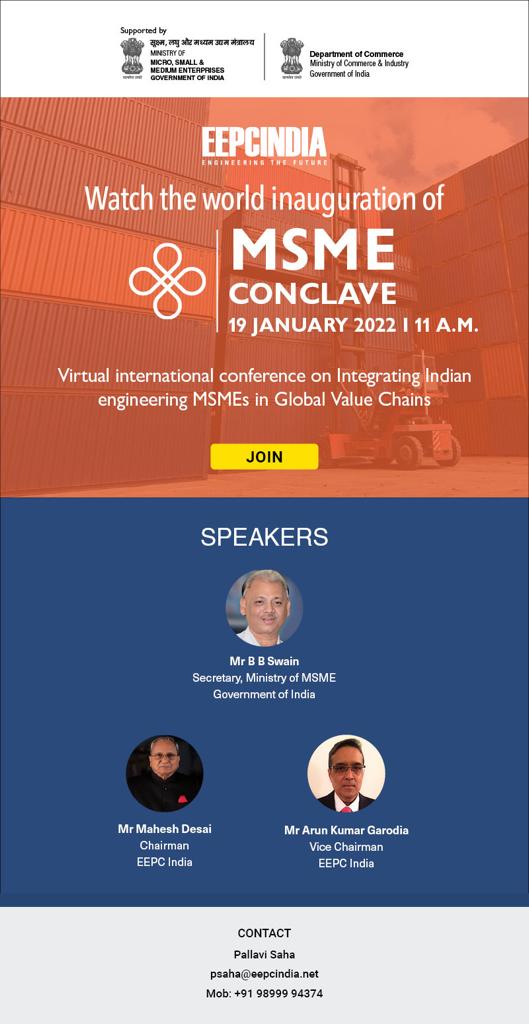 Supported by
सूक्ष्म, लघु और मध्यम उद्यम मंत्रालय
MINISTRY OF
MICRO, SMALL &
MEDIUM ENTERPRISES
GOVERNMENT OF INDIA
Department of Commerce
Ministry of Commerce & Industry
Government of India
EEPCINDIA
ENGINEERING THE FUTURE
Watch the world inauguration of
MSME
CONCLAVE
19 JANUARY 2022 I 11 A.M.
Virtual international conference on Integrating Indian
engineering MSMEs in Global Value Chains
JOIN
SPEAKERS
Mr B B Swain
Secretary, Ministry of MSME
Government of India
Mr Mahesh Desai
Chairman
EEPC India
Mr Arun Kumar Garodia
Vice Chairman
EEPC India
CONTACT
Pallavi Saha
psaha@eepcindia.net
Mob: +91 98999 94374